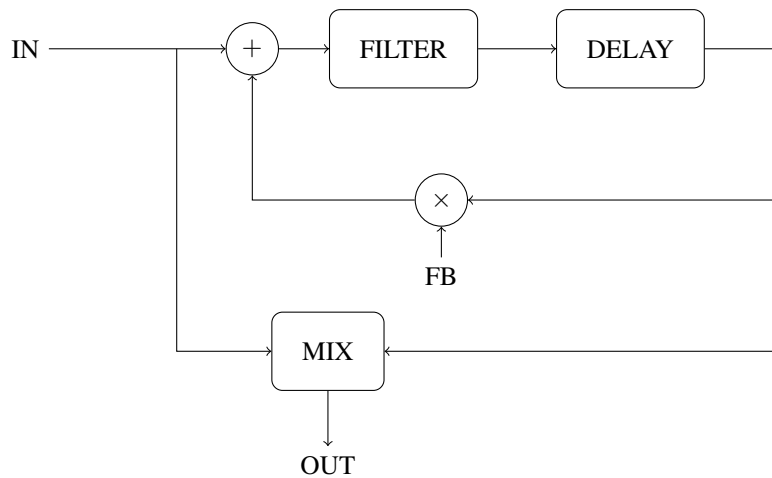 IN
+
FILTER
DELAY
×
FB
MIX
OUT